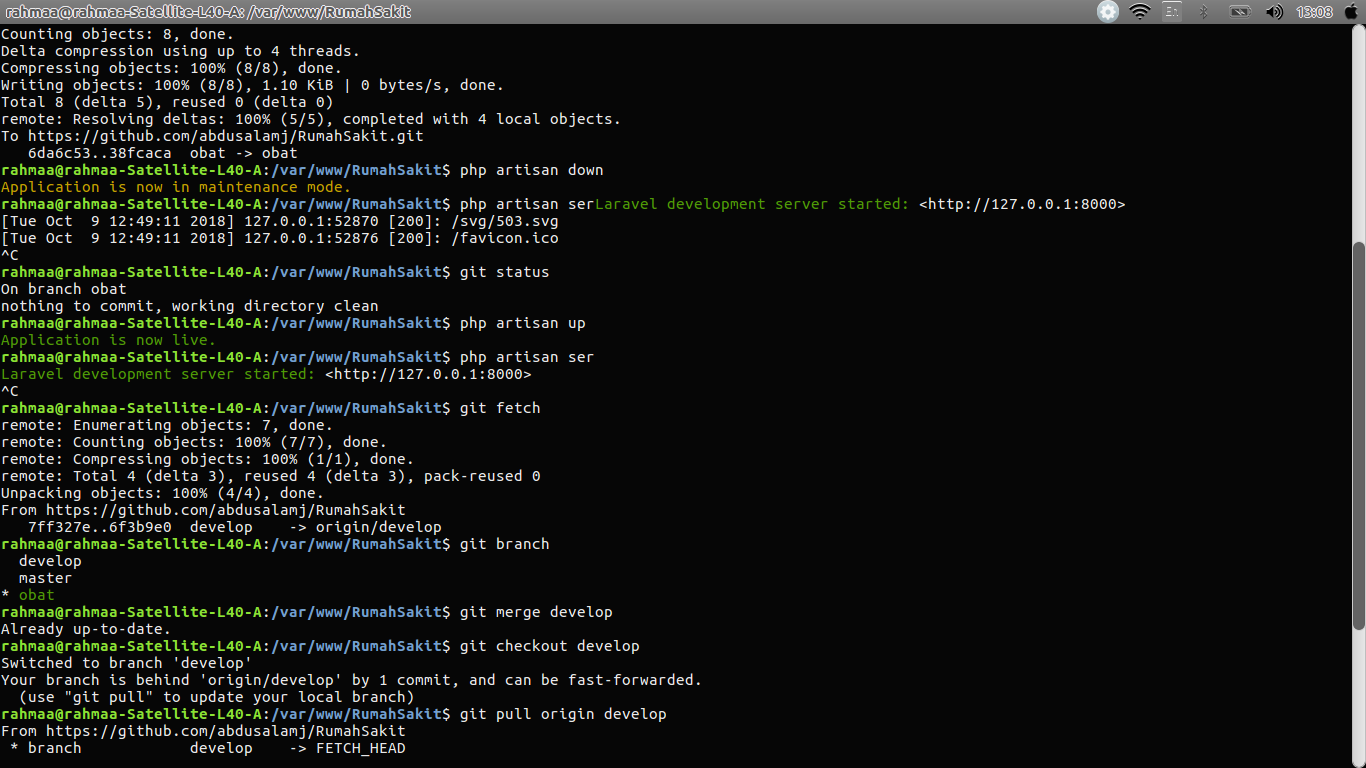 rahmaa@rahmaa-Satellite-L40-A: /var/www/RumahSakit
En
13:08
Counting objects: 8, done.
Delta compression using up to 4 threads.
Compressing objects: 100% (8/8), done.
Writing objects: 100% (8/8), 1.10 KiB | 0 bytes/s, done.
Total 8 (delta 5), reused 0 (delta 0)
remote: Resolving deltas: 100% (5/5), completed with 4 local objects.
To https://github.com/abdusalamj/RumahSakit.git
   6da6c53..38fcaca  obat -> obat
rahmaa@rahmaa-Satellite-L40-A:/var/www/RumahSakit$ php artisan down
Application is now in maintenance mode.
rahmaa@rahmaa-Satellite-L40-A:/var/www/RumahSakit$ php artisan serLaravel development server started: <http://127.0.0.1:8000>
[Tue Oct  9 12:49:11 2018] 127.0.0.1:52870 [200]: /svg/503.svg
[Tue Oct  9 12:49:11 2018] 127.0.0.1:52876 [200]: /favicon.ico
^C
rahmaa@rahmaa-Satellite-L40-A:/var/www/RumahSakit$ git status
On branch obat
nothing to commit, working directory clean
rahmaa@rahmaa-Satellite-L40-A:/var/www/RumahSakit$ php artisan up
Application is now live.
rahmaa@rahmaa-Satellite-L40-A:/var/www/RumahSakit$ php artisan ser
Laravel development server started: <http://127.0.0.1:8000>
^C
rahmaa@rahmaa-Satellite-L40-A:/var/www/RumahSakit$ git fetch
remote: Enumerating objects: 7, done.
remote: Counting objects: 100% (7/7), done.
remote: Compressing objects: 100% (1/1), done.
remote: Total 4 (delta 3), reused 4 (delta 3), pack-reused 0
Unpacking objects: 100% (4/4), done.
From https://github.com/abdusalamj/RumahSakit
   7ff327e..6f3b9e0  develop    -> origin/develop
rahmaa@rahmaa-Satellite-L40-A:/var/www/RumahSakit$ git branch
  develop
  master
* obat
rahmaa@rahmaa-Satellite-L40-A:/var/www/RumahSakit$ git merge develop
Already up-to-date.
rahmaa@rahmaa-Satellite-L40-A:/var/www/RumahSakit$ git checkout develop
Switched to branch 'develop'
Your branch is behind 'origin/develop' by 1 commit, and can be fast-forwarded.
  (use "git pull" to update your local branch)
rahmaa@rahmaa-Satellite-L40-A:/var/www/RumahSakit$ git pull origin develop
From https://github.com/abdusalamj/RumahSakit
 * branch            develop    -> FETCH_HEAD